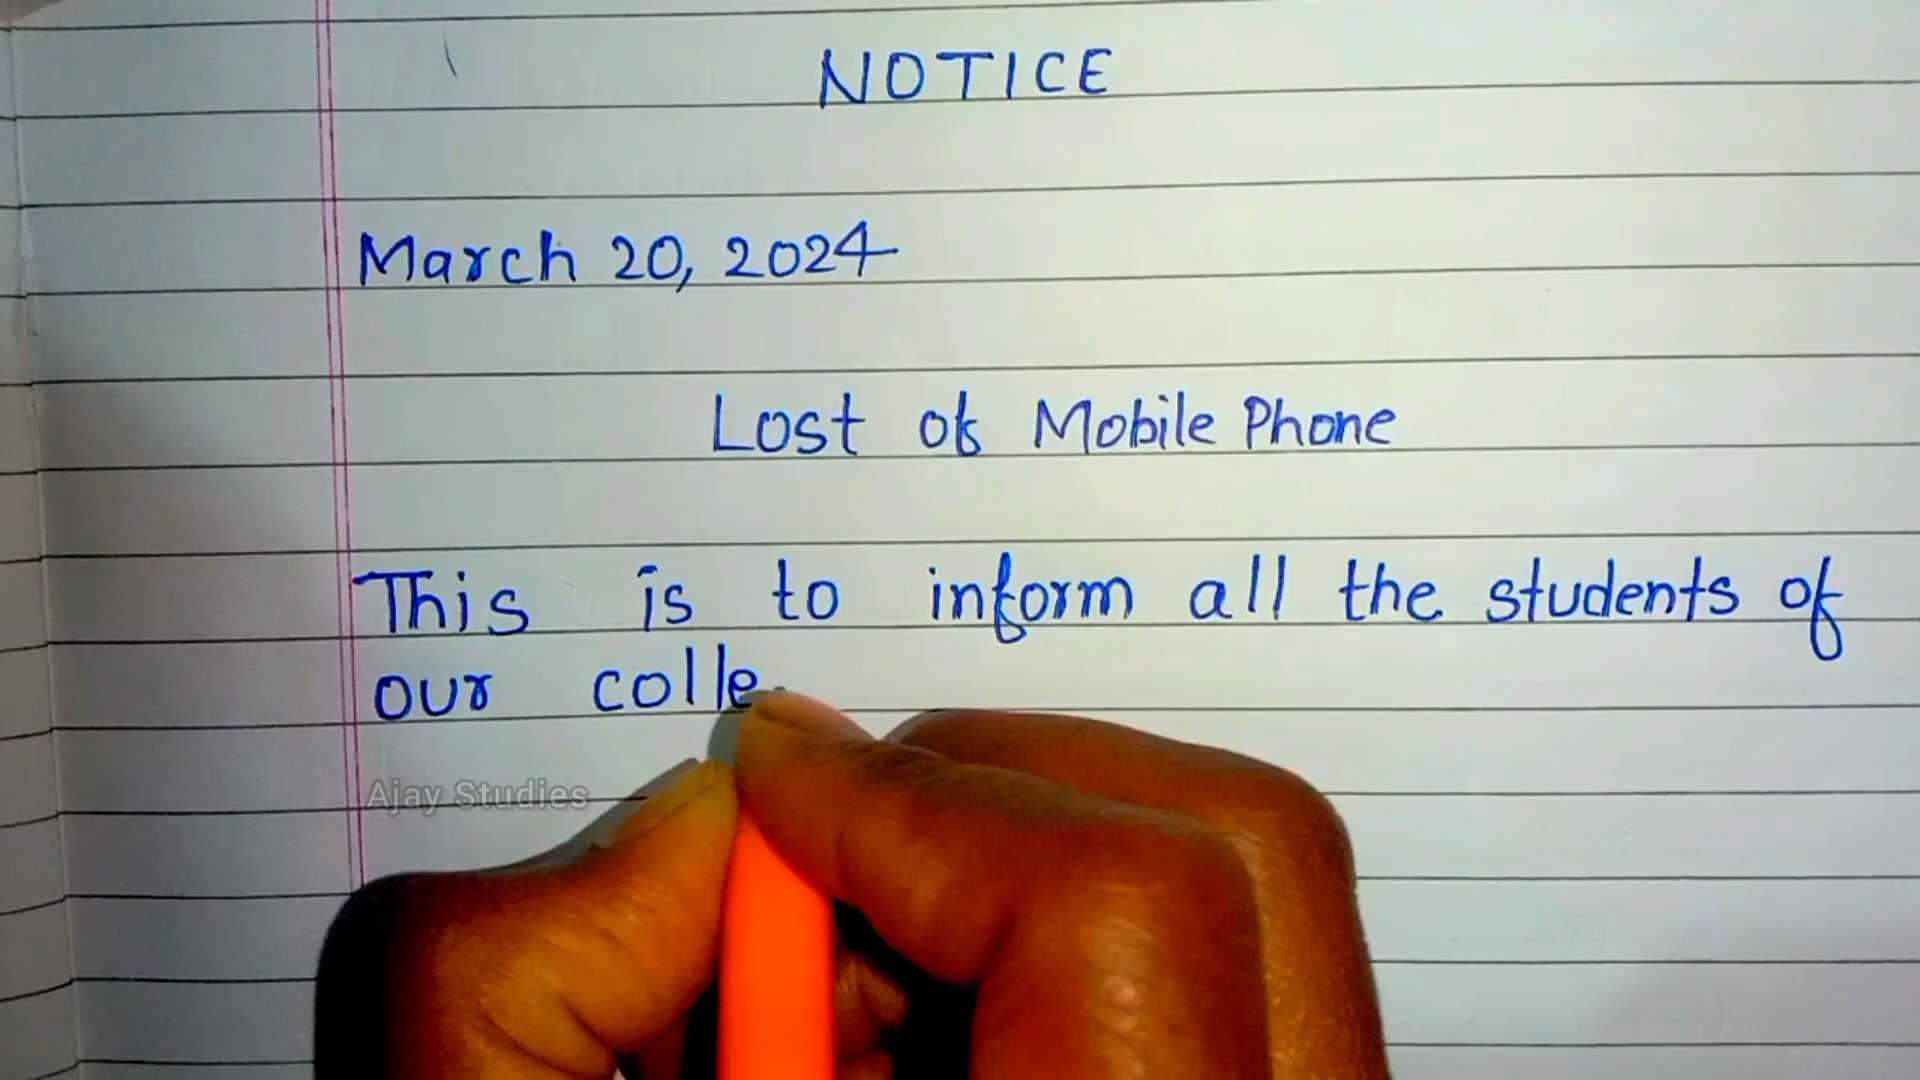 NOTICE
March 20, 2024
Lost of Mobile Phone
This is to inform all the students of
our colle
Ajay Studies